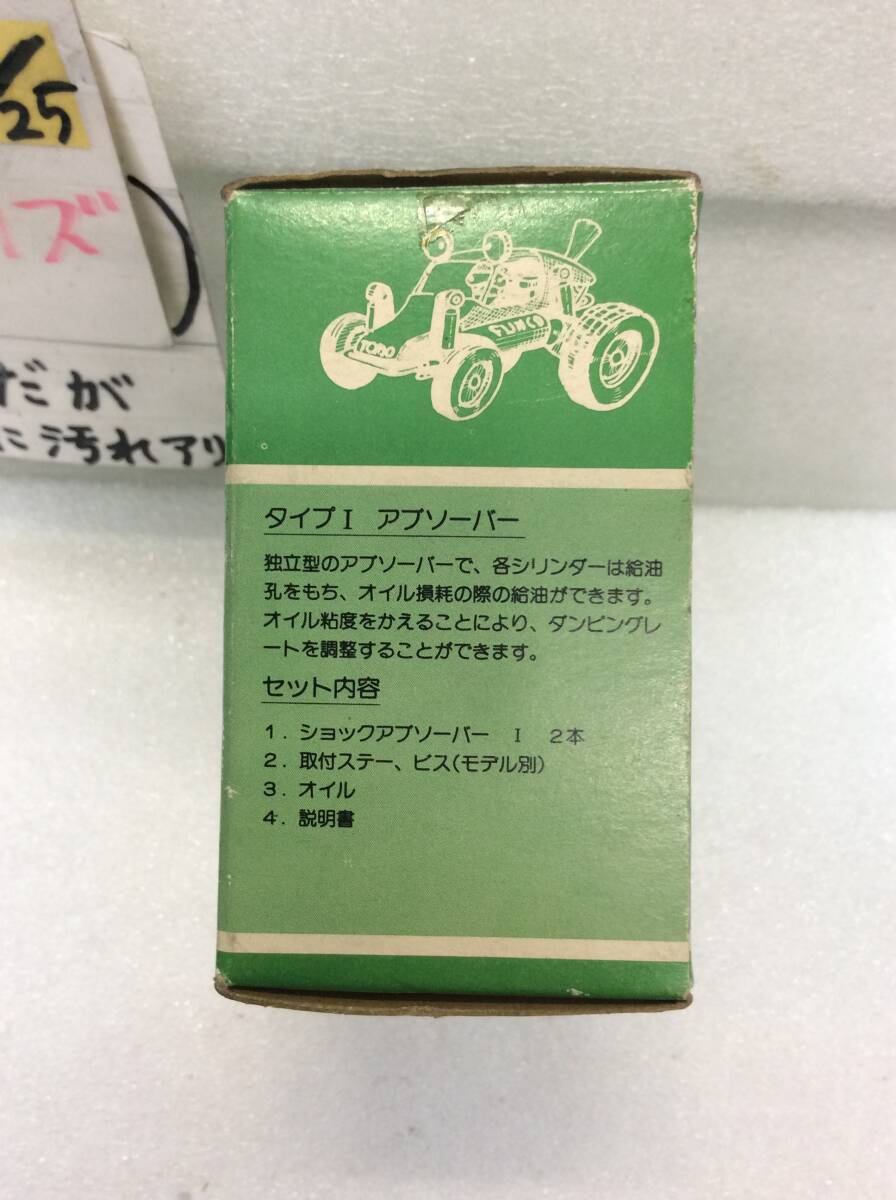 /25
イズ
)
だが
に汚れアリ
TORO
FUNCO
タイプⅠ アブソーバー
独立型のアブソーバーで、各シリンダーは給油
孔をもち、オイル損耗の際の給油ができます。
オイル粘度をかえることにより、ダンピングレ
ートを調整することができます。
セット内容
1. ショックアブソーバー Ⅰ 2本
2. 取付ステー、ビス(モデル別)
3. オイル
4. 説明書